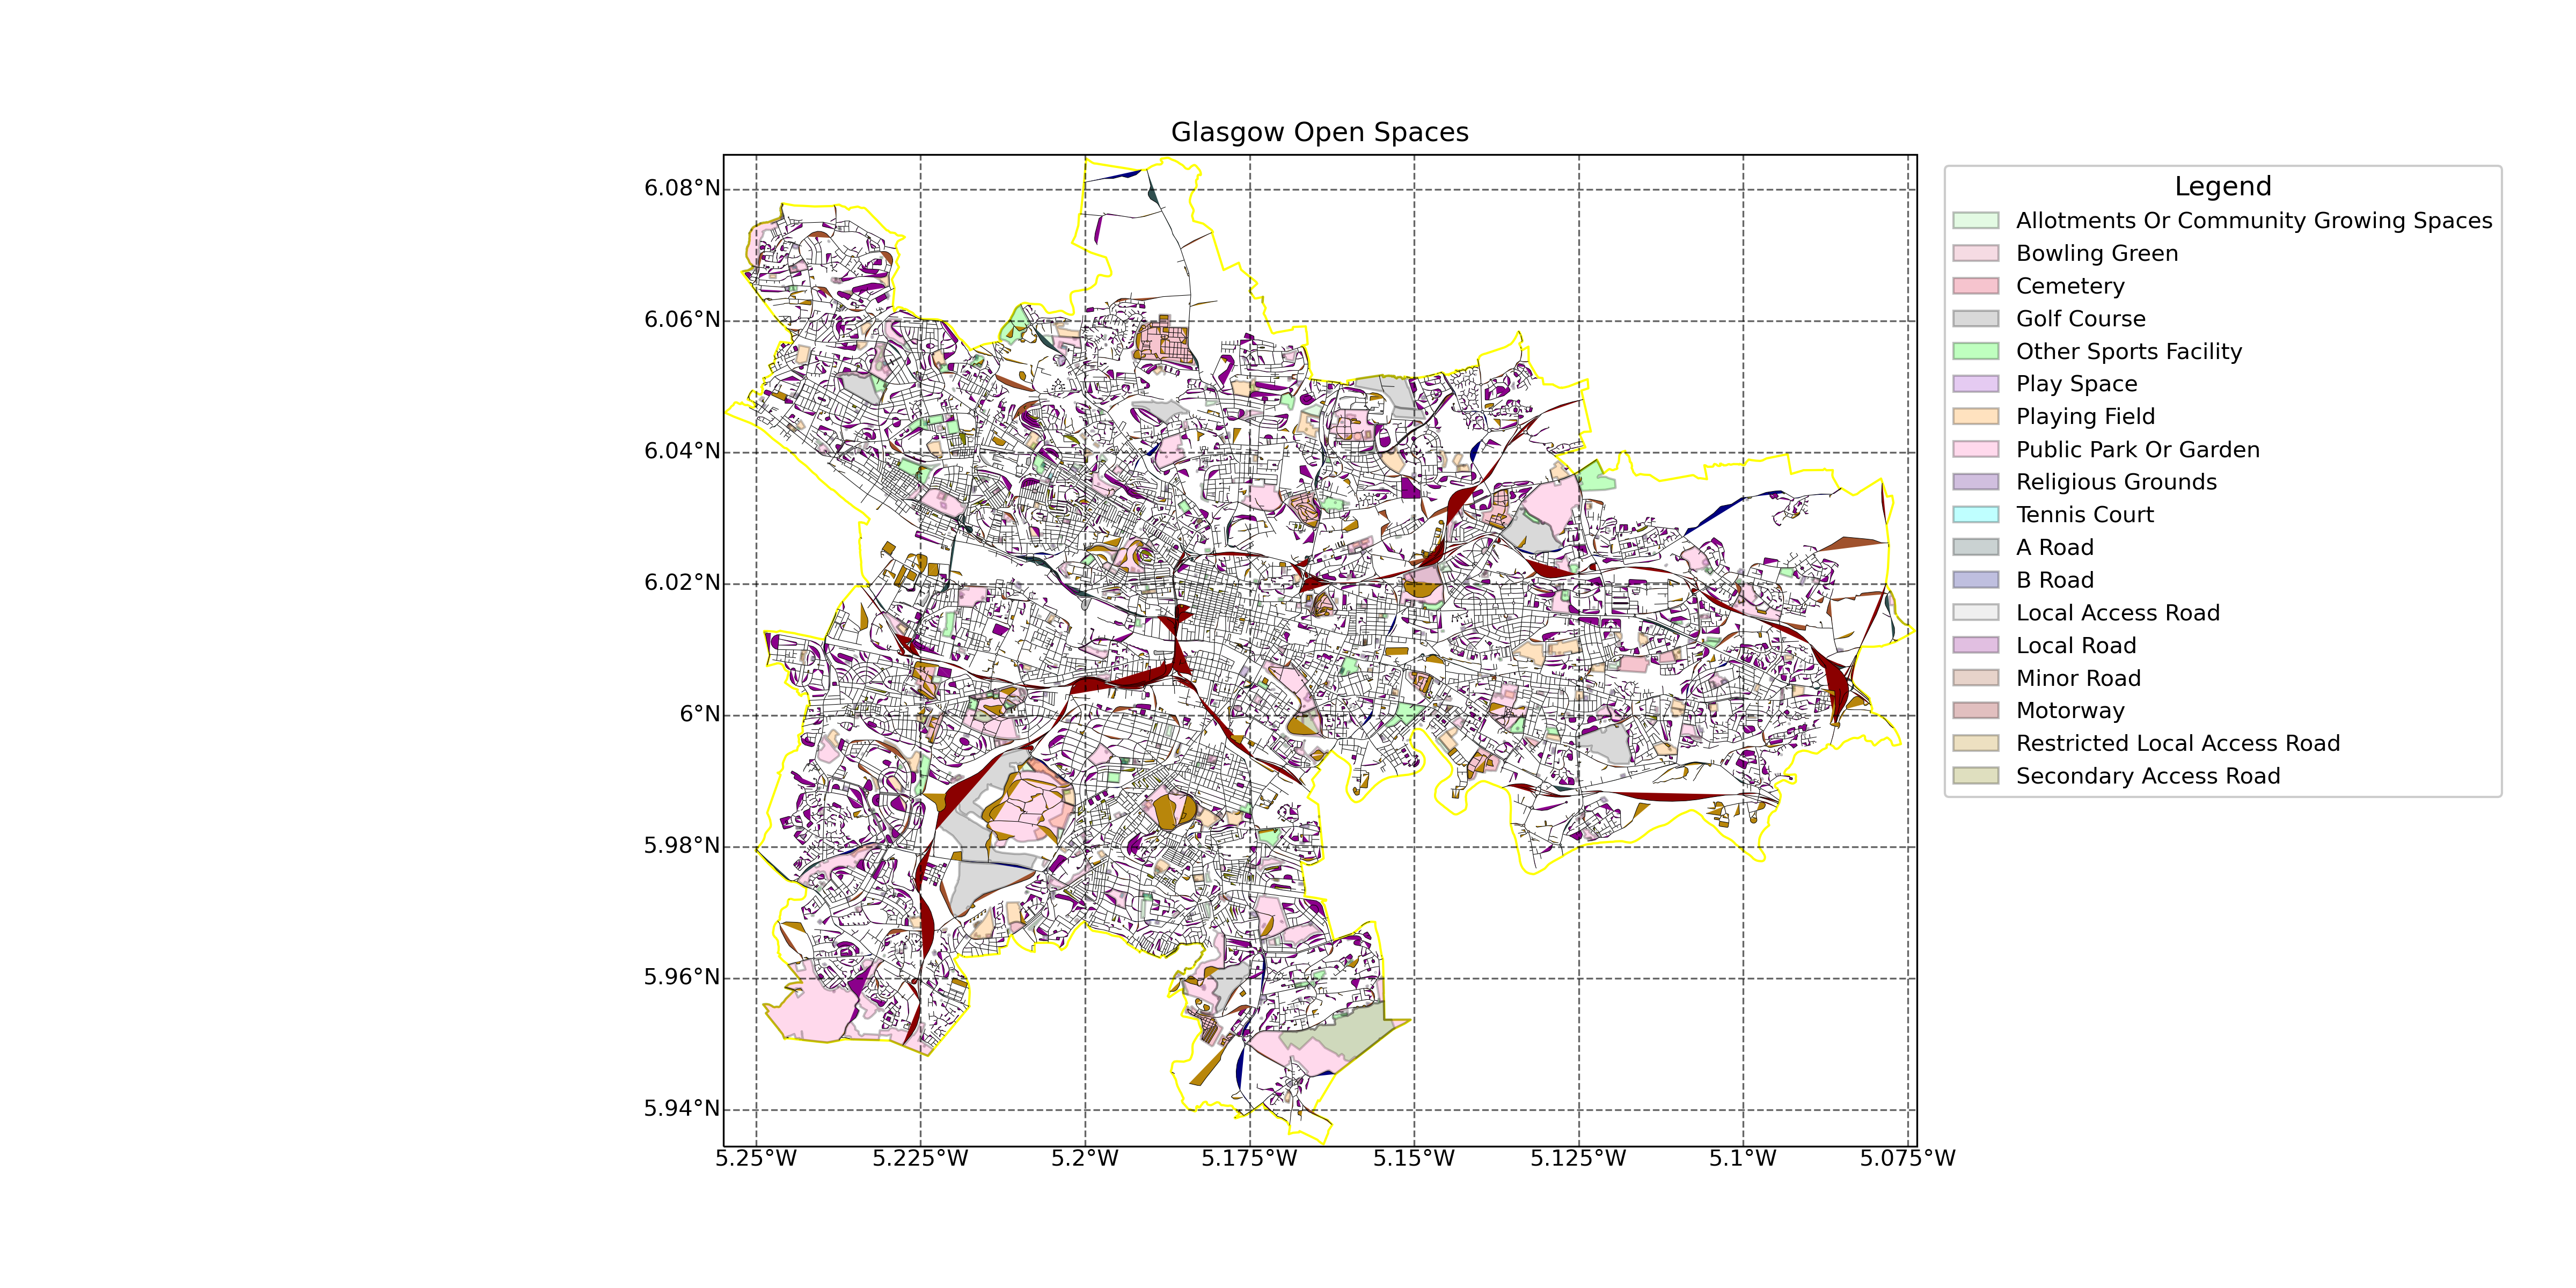 Glasgow Open Spaces
6.08°N
6.06°N
6.04°N
6.02°N
6°N
5.98°N
5.96°N
5.94°N
5.25°W
5.225°W
5.2°W
5.175°W
5.15°W
5.125°W
5.1°W
5.075°W
Legend
Allotments Or Community Growing Spaces
Bowling Green
Cemetery
Golf Course
Other Sports Facility
Play Space
Playing Field
Public Park Or Garden
Religious Grounds
Tennis Court
A Road
B Road
Local Access Road
Local Road
Minor Road
Motorway
Restricted Local Access Road
Secondary Access Road